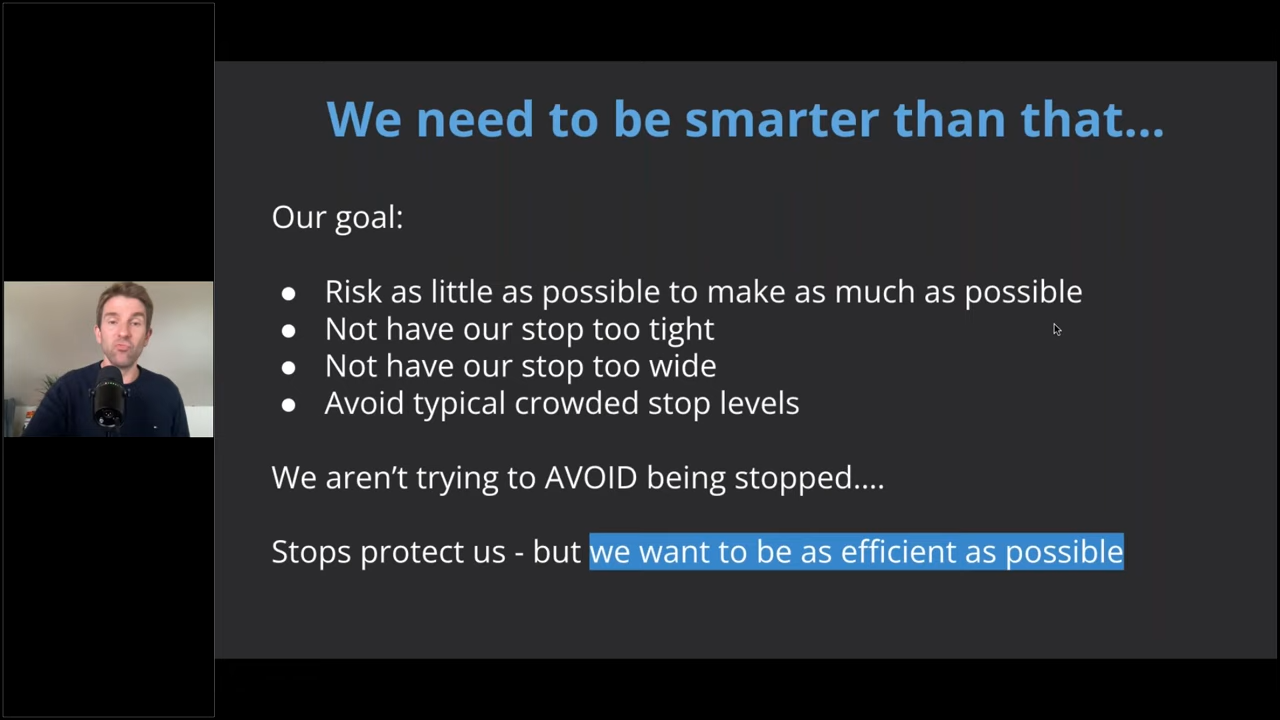 We need to be smarter than that...
Our goal:
● Risk as little as possible to make as much as possible
● Not have our stop too tight
● Not have our stop too wide
● Avoid typical crowded stop levels
We aren’t trying to AVOID being stopped....
Stops protect us - but we want to be as efficient as possible